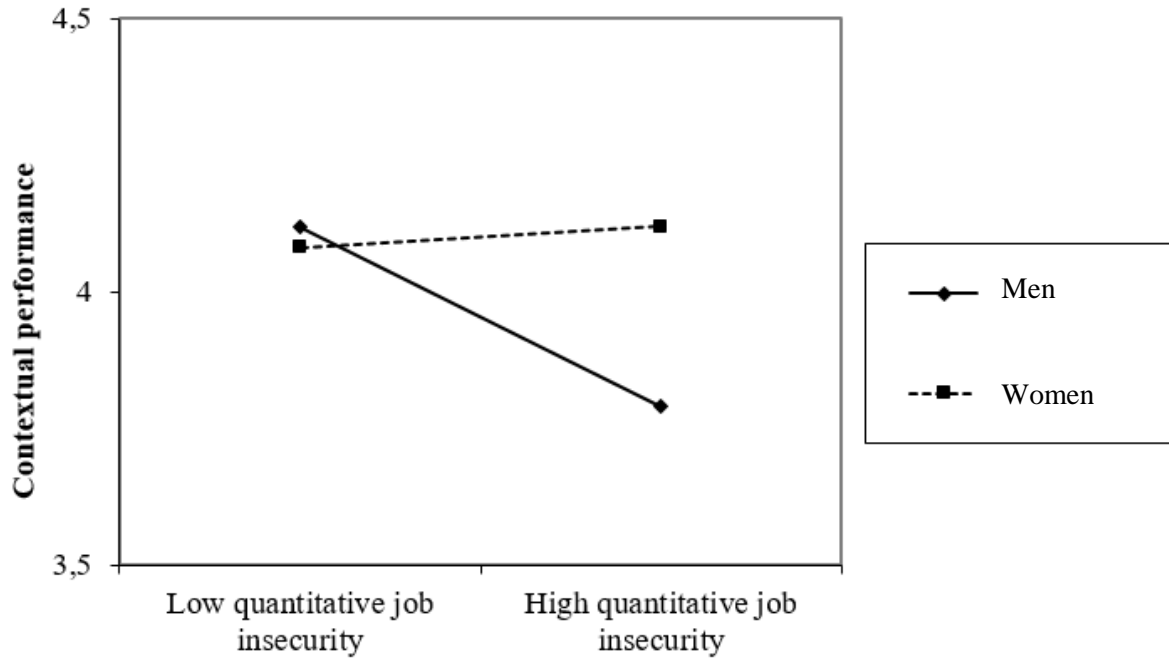 4,5
Contextual performance
4
3,5
Low quantitative job
insecurity
High quantitative job
insecurity
Men
Women